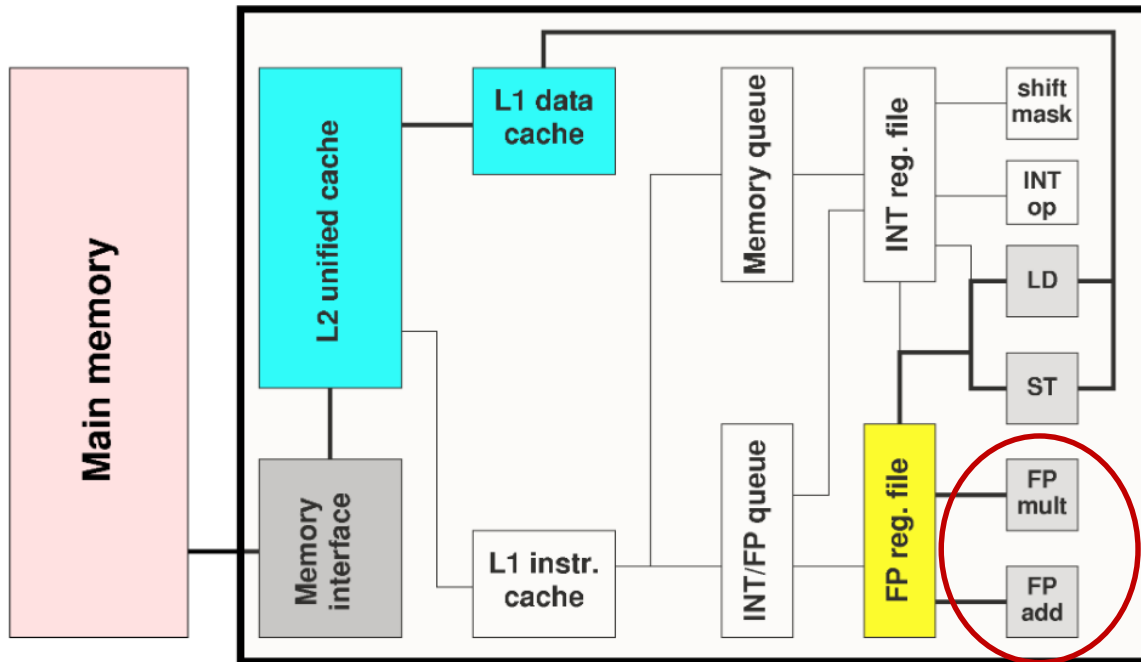 Main memory
L2 unified cache
Memory
interface
L1 data
cache
L1 instr.
cache
Memory queue
INT/FP queue
INT reg. file
FP reg. file
shift
mask
INT
op
LD
ST
FP
mult
FP
add